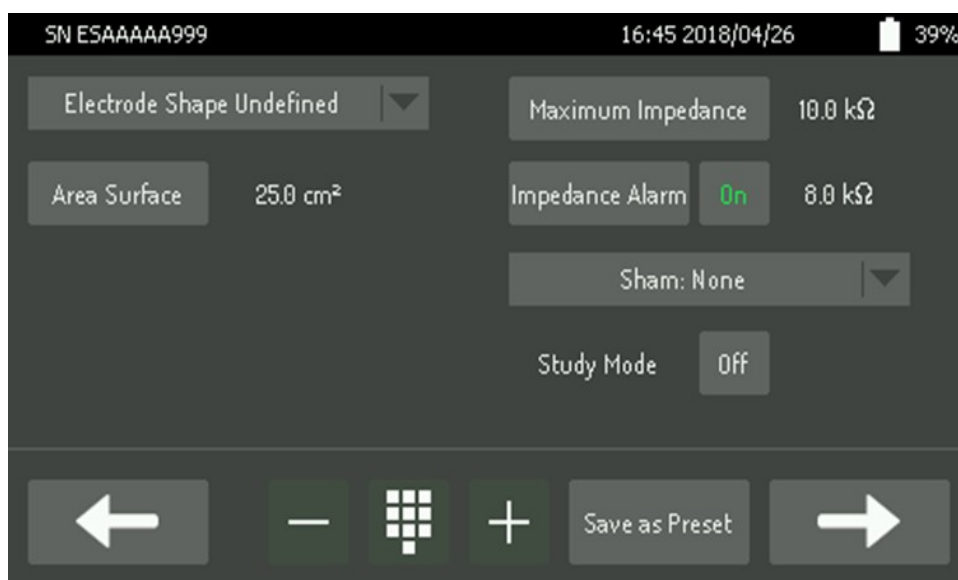 SN ESAAAAA999 16:45 2018/04/26 39%
Electrode Shape Undefined
Maximum Impedance 10.0 kΩ
Area Surface 25.0 cm²
Impedance Alarm On 8.0 kΩ
Sham: None
Study Mode Off
Save as Preset